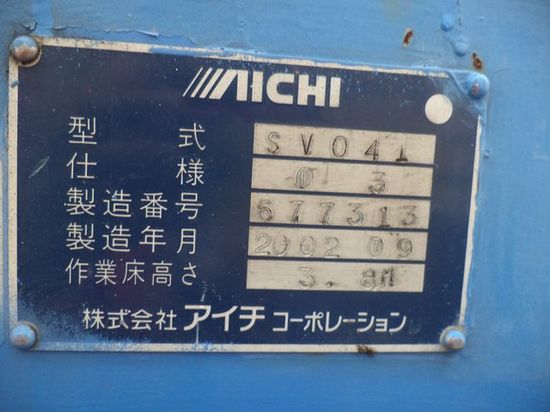 AICHI
型式 SV041
仕様 03
製造番号 677313
製造年月 2002 09
作業床高さ 3.8M
株式会社 アイチ コーポレーション